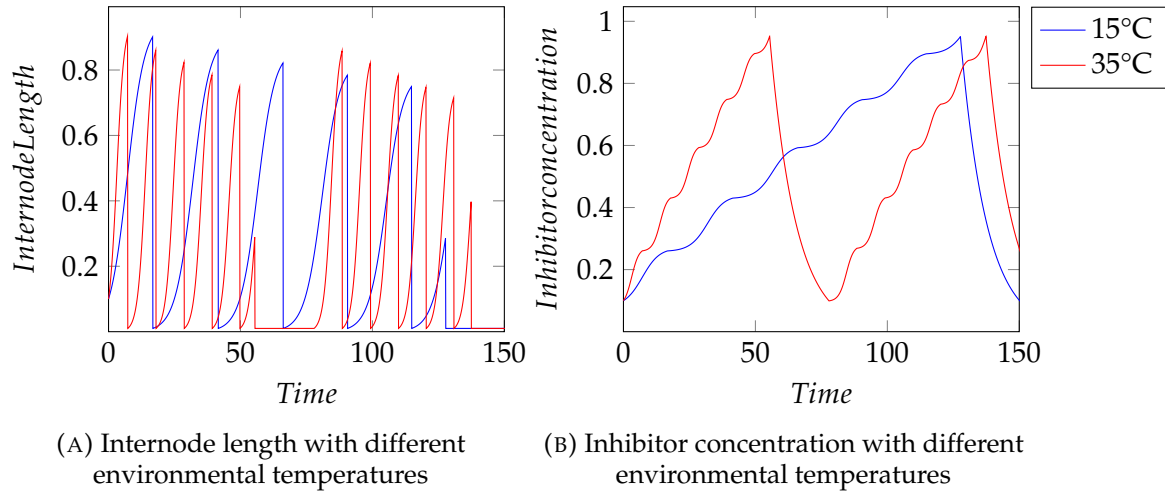 0.8
0.6
0.4
0.2
InternodeLength
0
50
100
150
Time
(A) Internode length with different
environmental temperatures
1
0.8
0.6
0.4
0.2
Inhibitorconcentration
0
50
100
150
Time
(B) Inhibitor concentration with different
environmental temperatures
15°C
35°C